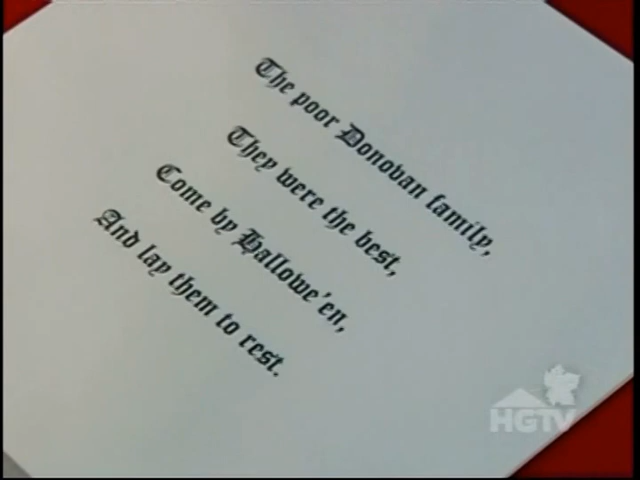 The poor Donovan family,
They were the best,
Come by Hallowe'en,
And lay them to rest.
HGTV